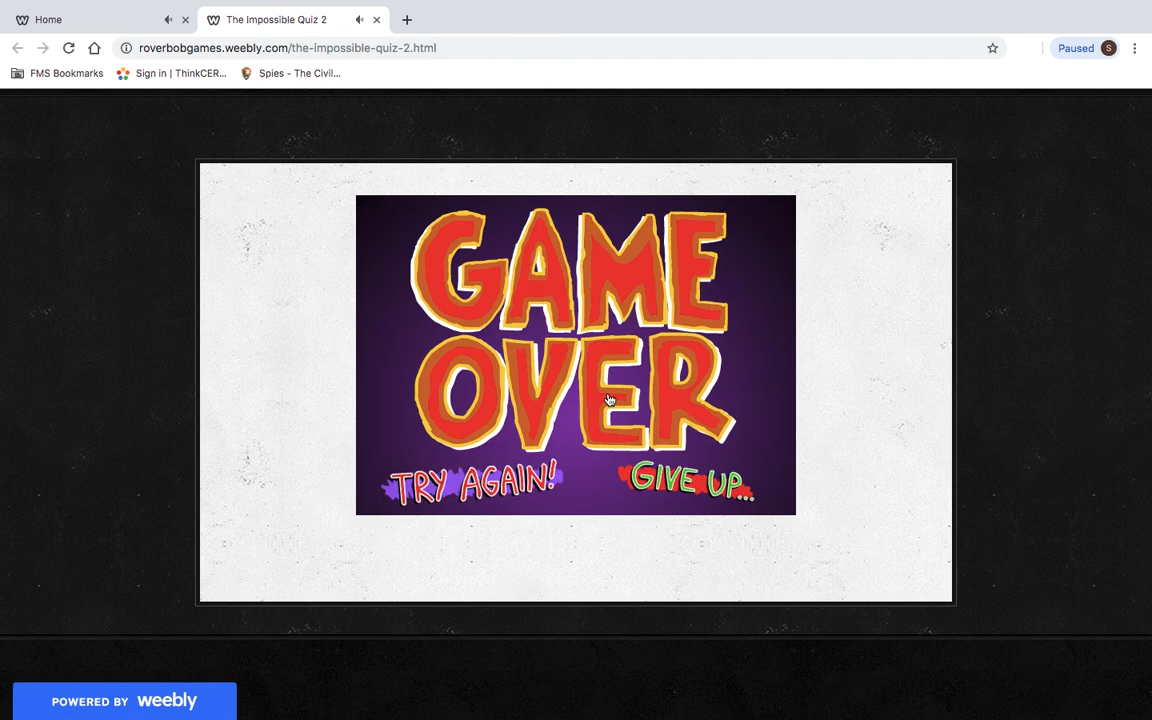 Home
The Impossible Quiz 2
roverbobgames.weebly.com/the-impossible-quiz-2.html
Paused S
FMS Bookmarks
Sign in | ThinkCER...
Spies - The Civil...
GAME
OVER
TRY AGAIN!
GIVE UP...
POWERED BY weebly